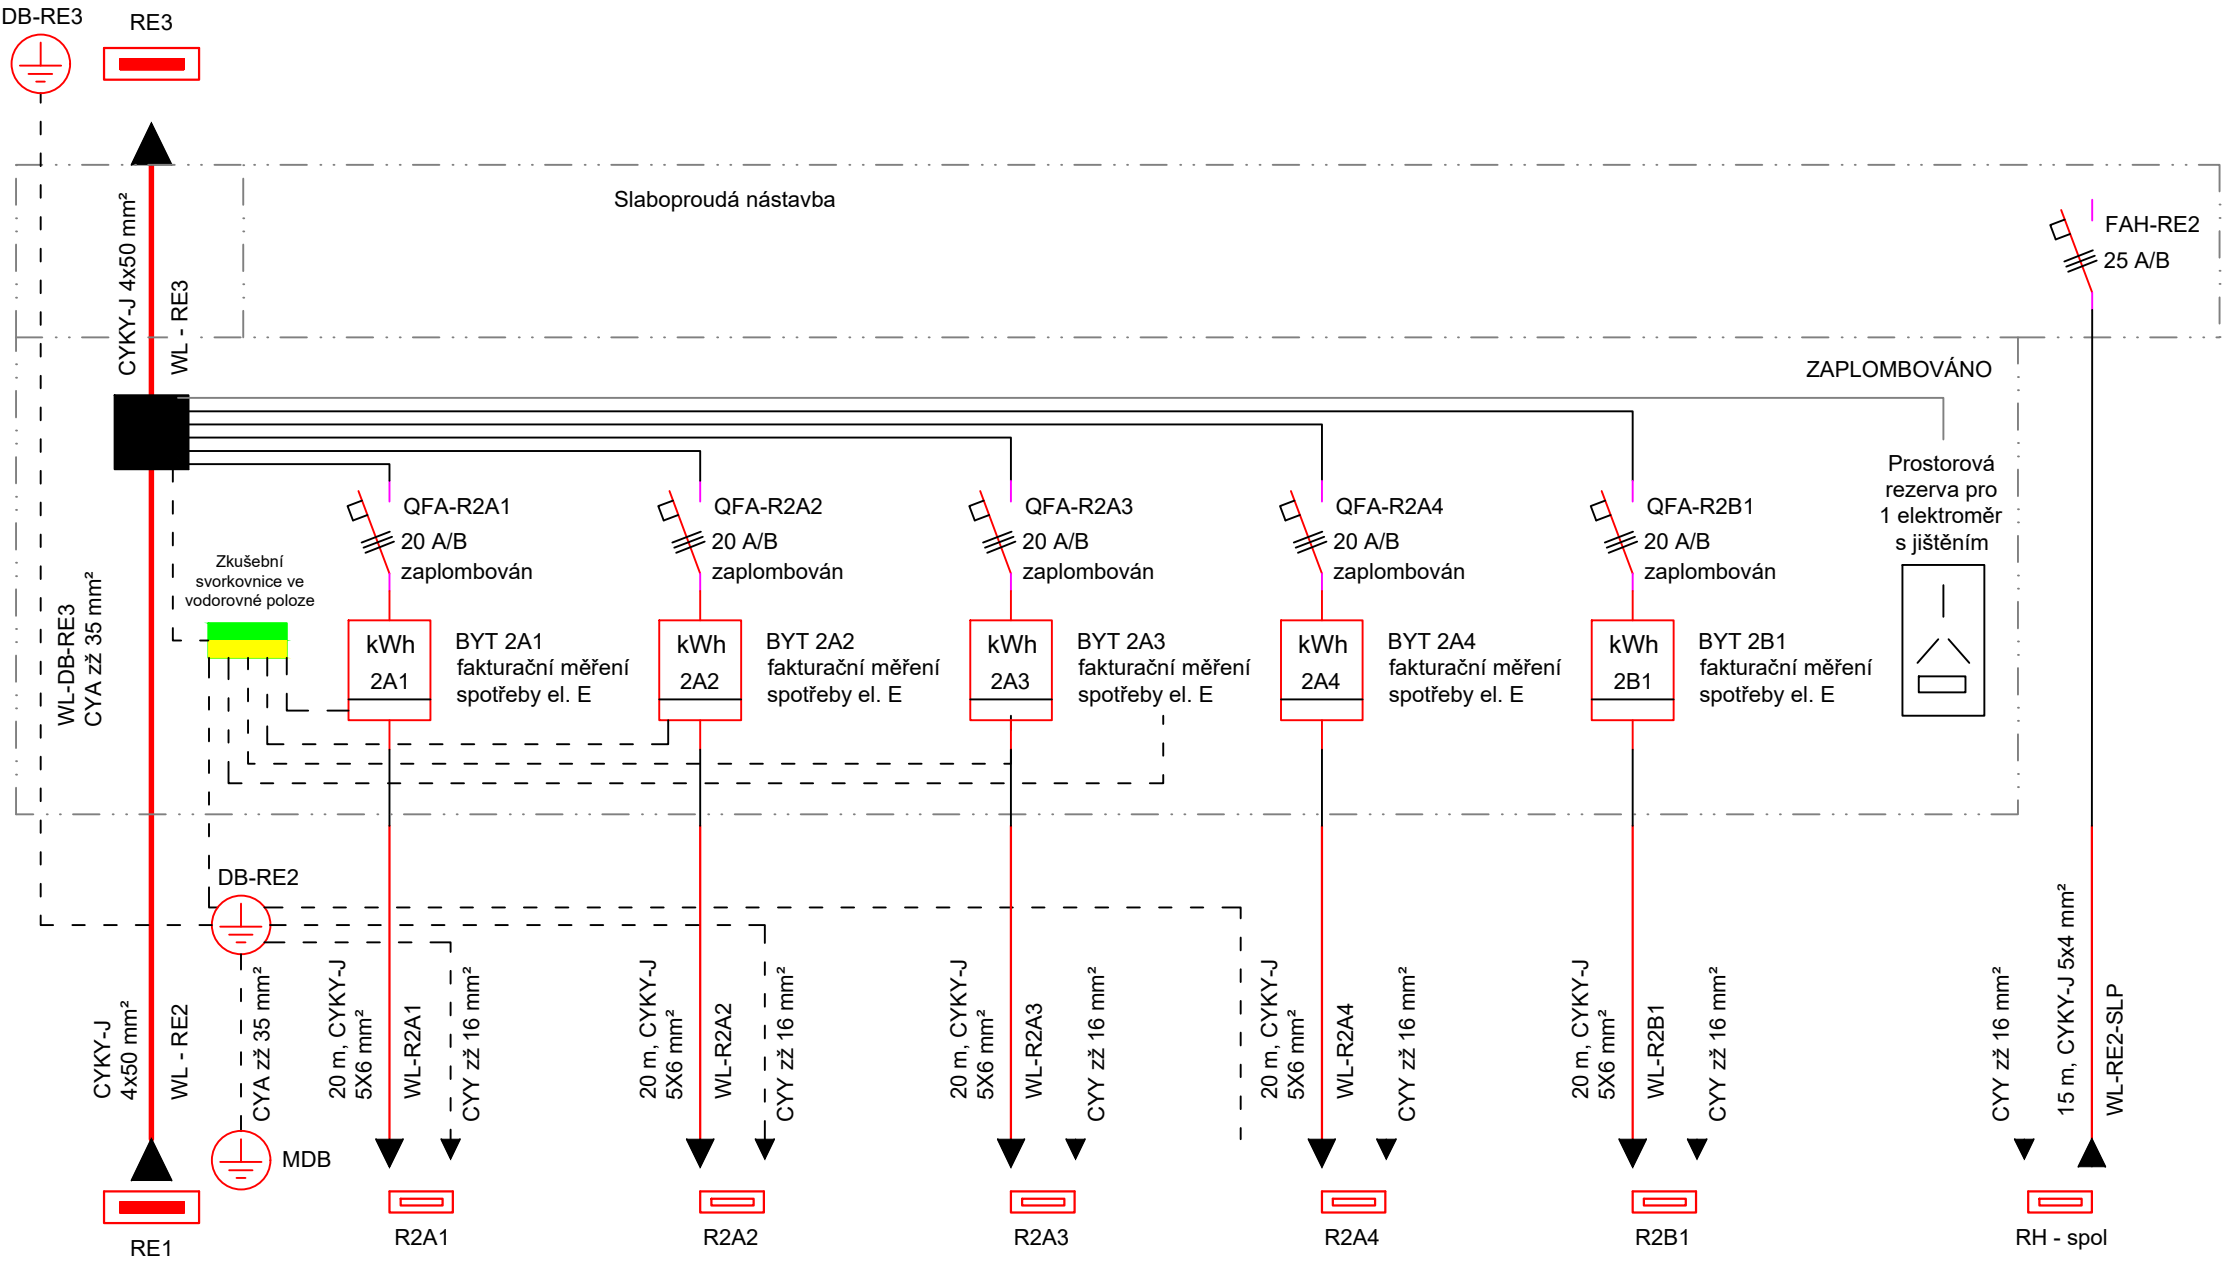 DB-RE3
RE3
Slaboproudá nástavba
CYKY-J 4x50 mm²
WL - RE3
FAH-RE2
25 A/B
ZAPLOMBOVÁNO
Prostorová
rezerva pro
1 elektroměr
s jištěním
QFA-R2A1
20 A/B
zaplombován
QFA-R2A2
20 A/B
zaplombován
QFA-R2A3
20 A/B
zaplombován
QFA-R2A4
20 A/B
zaplombován
QFA-R2B1
20 A/B
zaplombován
Zkušební
svorkovnice ve
vodorovné poloze
WL-DB-RE3
CYA zž 35 mm²
kWh
2A1
BYT 2A1
fakturační měření
spotřeby el. E
kWh
2A2
BYT 2A2
fakturační měření
spotřeby el. E
kWh
2A3
BYT 2A3
fakturační měření
spotřeby el. E
kWh
2A4
BYT 2A4
fakturační měření
spotřeby el. E
kWh
2B1
BYT 2B1
fakturační měření
spotřeby el. E
DB-RE2
CYKY-J
4x50 mm²
WL - RE2
CYA zž 35 mm²
20 m, CYKY-J
5X6 mm²
WL-R2A1
CYY zž 16 mm²
20 m, CYKY-J
5X6 mm²
WL-R2A2
CYY zž 16 mm²
20 m, CYKY-J
5X6 mm²
WL-R2A3
CYY zž 16 mm²
20 m, CYKY-J
5X6 mm²
WL-R2A4
CYY zž 16 mm²
20 m, CYKY-J
5X6 mm²
WL-R2B1
CYY zž 16 mm²
CYY zž 16 mm²
15 m, CYKY-J 5x4 mm²
WL-RE2-SLP
MDB
RE1
R2A1
R2A2
R2A3
R2A4
R2B1
RH - spol